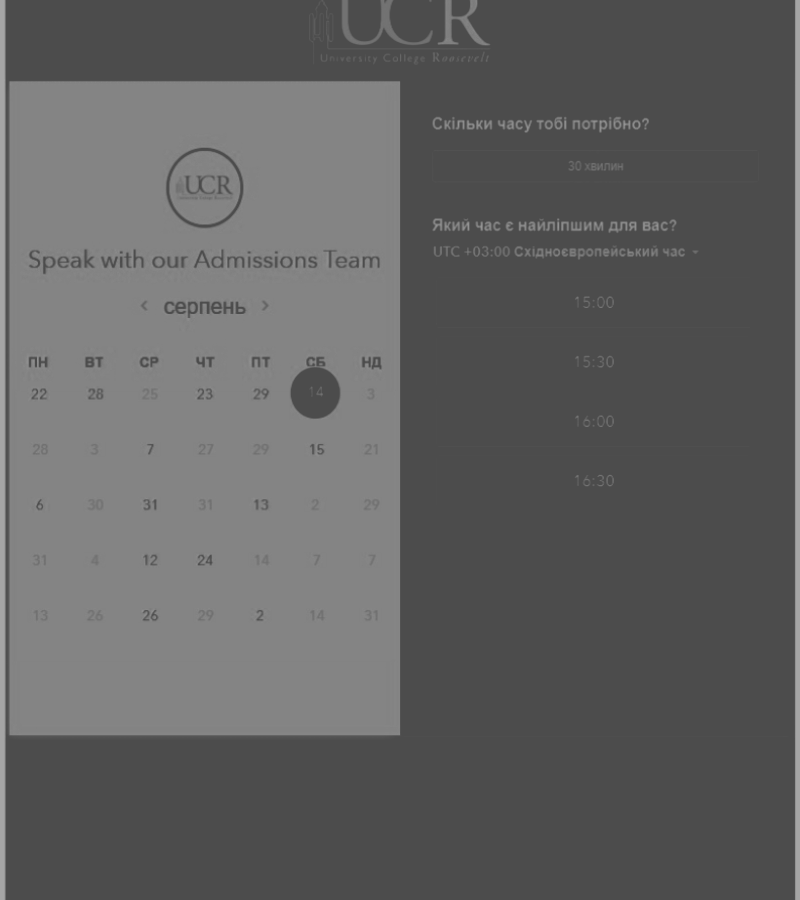 UCR
University College Roosevelt
UCR
Speak with our Admissions Team
‹ серпень ›
ПН ВТ СР ЧТ ПТ СБ НД
22 28 25 23 29 14 3
28 3 7 27 29 15 21
6 30 31 31 13 2 29
31 4 12 24 14 7 7
13 26 26 29 2 14 31
Скільки часу тобі потрібно?
30 хвилин
Який час є найліпшим для вас?
UTC +03:00 Східноєвропейський час
15:00
15:30
16:00
16:30